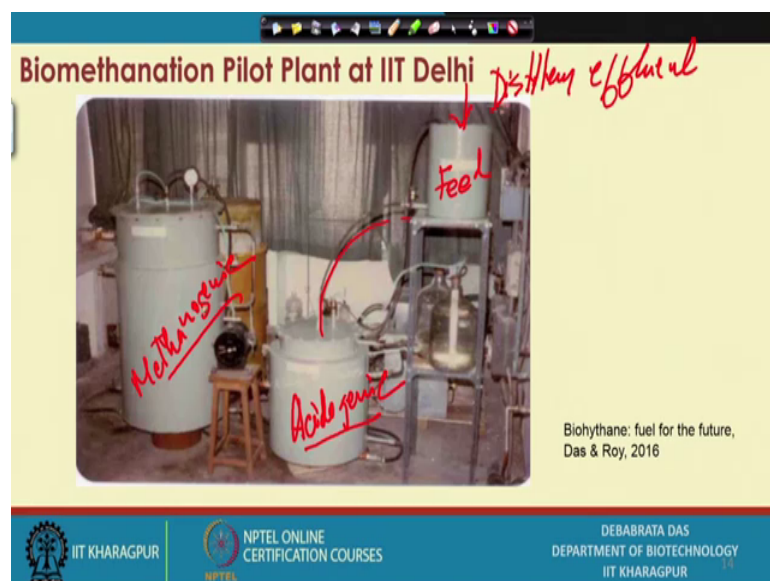 Biomethanation Pilot Plant at IIT Delhi
Distillery effluent
Feed
Methanogenic
Acidogenic
Biohythane: fuel for the future,
Das & Roy, 2016
IIT KHARAGPUR
NPTEL
NPTEL ONLINE
CERTIFICATION COURSES
DEBABRATA DAS
DEPARTMENT OF BIOTECHNOLOGY
IIT KHARAGPUR
14